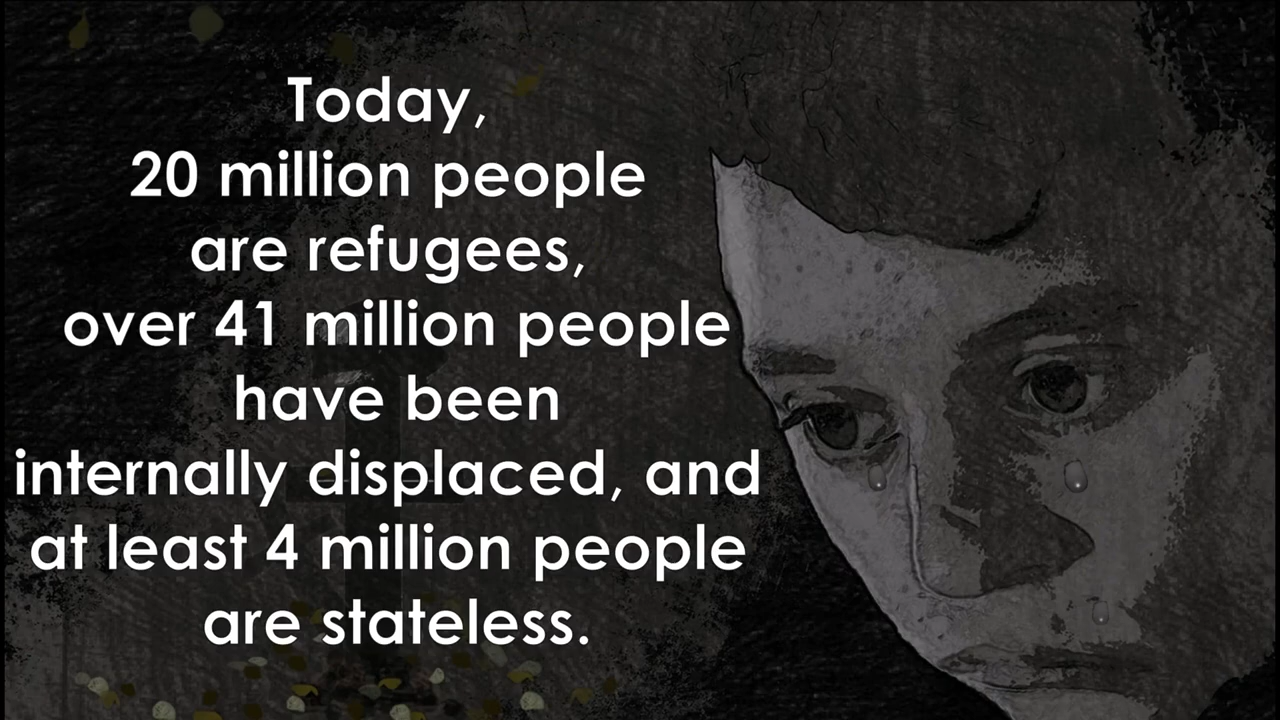 Today,
20 million people
are refugees,
over 41 million people
have been
internally displaced, and
at least 4 million people
are stateless.